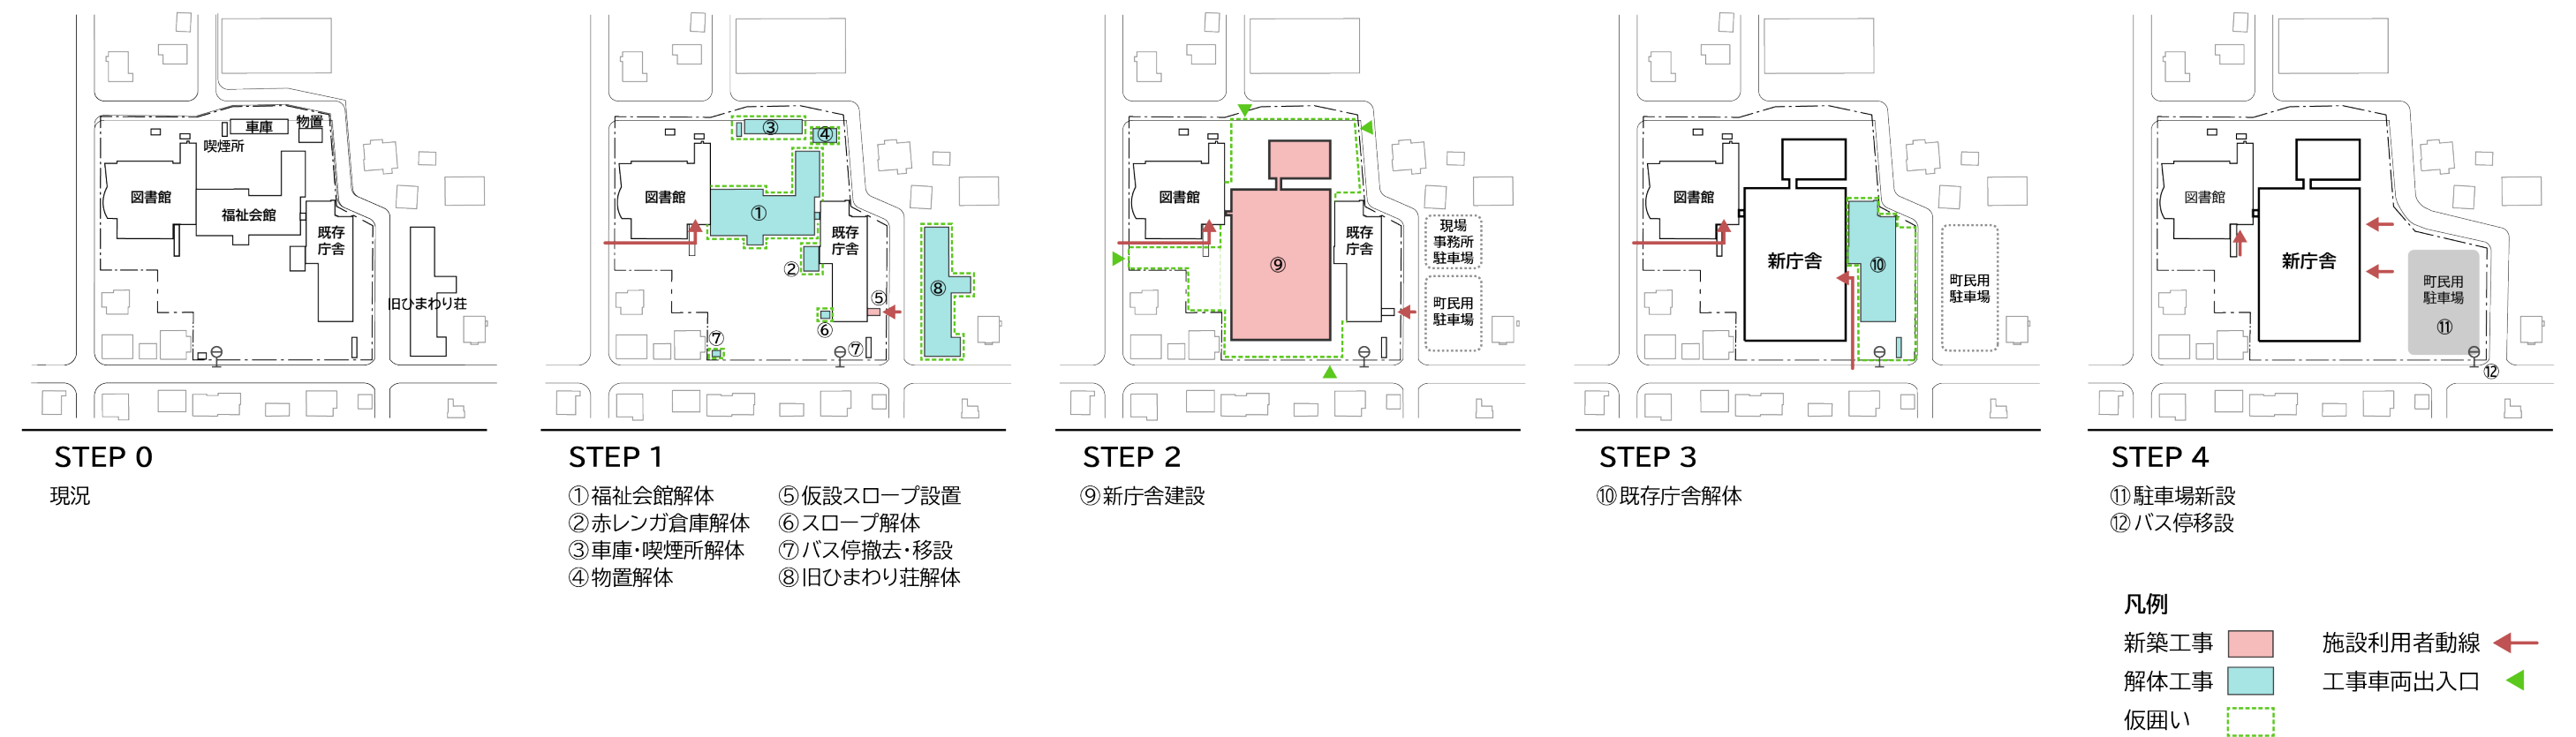 車庫
物置
喫煙所
図書館
福祉会館
既存
庁舎
旧ひまわり荘
STEP 0
現況
③
④
図書館
①
既存
庁舎
②
⑤
⑥
⑦
⑦
⑧
STEP 1
①福祉会館解体
②赤レンガ倉庫解体
③車庫・喫煙所解体
④物置解体
⑤仮設スロープ設置
⑥スロープ解体
⑦バス停撤去・移設
⑧旧ひまわり荘解体
図書館
⑨
既存
庁舎
現場
事務所
駐車場
町民用
駐車場
STEP 2
⑨新庁舎建設
図書館
新庁舎
⑩
町民用
駐車場
STEP 3
⑩既存庁舎解体
図書館
新庁舎
町民用
駐車場
⑪
⑫
STEP 4
⑪駐車場新設
⑫バス停移設
凡例
新築工事
解体工事
仮囲い
施設利用者動線
工事車両出入口